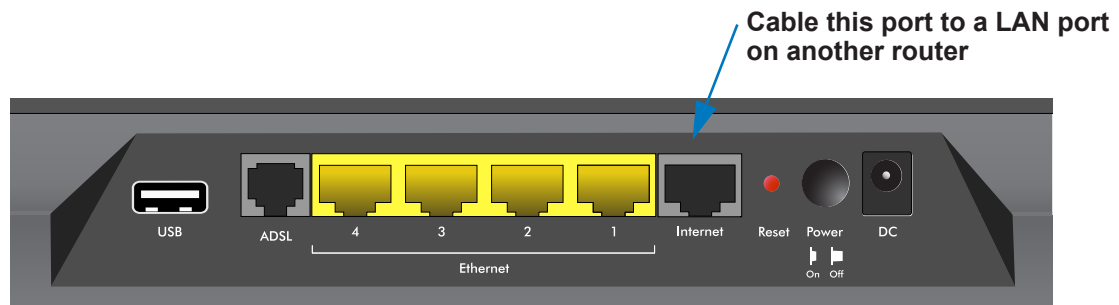 Cable this port to a LAN port
on another router
USB
ADSL
4 3 2 1
Ethernet
Internet
Reset
Power
On Off
DC